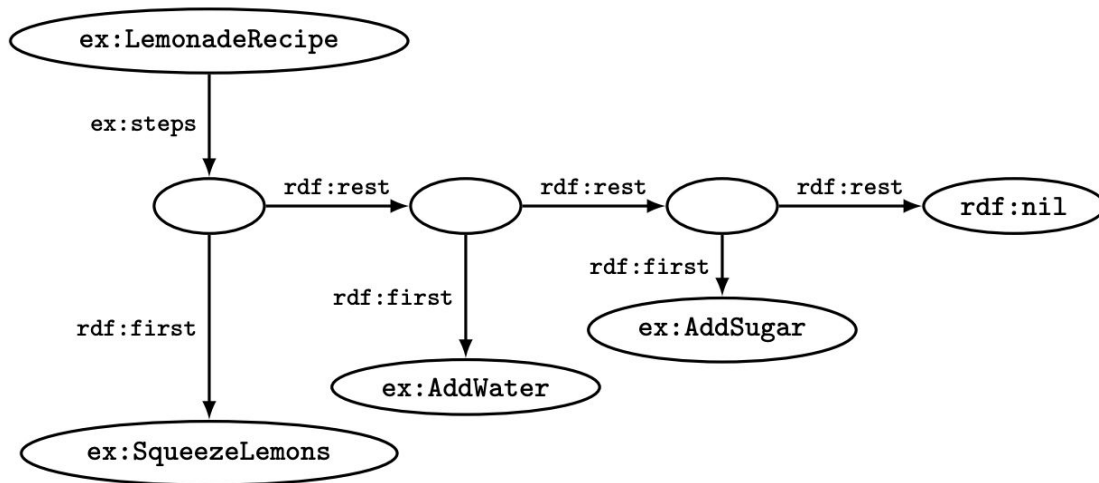 ex:LemonadeRecipe
ex:steps
rdf:rest
rdf:rest
rdf:rest
rdf:nil
rdf:first
rdf:first
rdf:first
ex:AddSugar
ex:AddWater
ex:SqueezeLemons